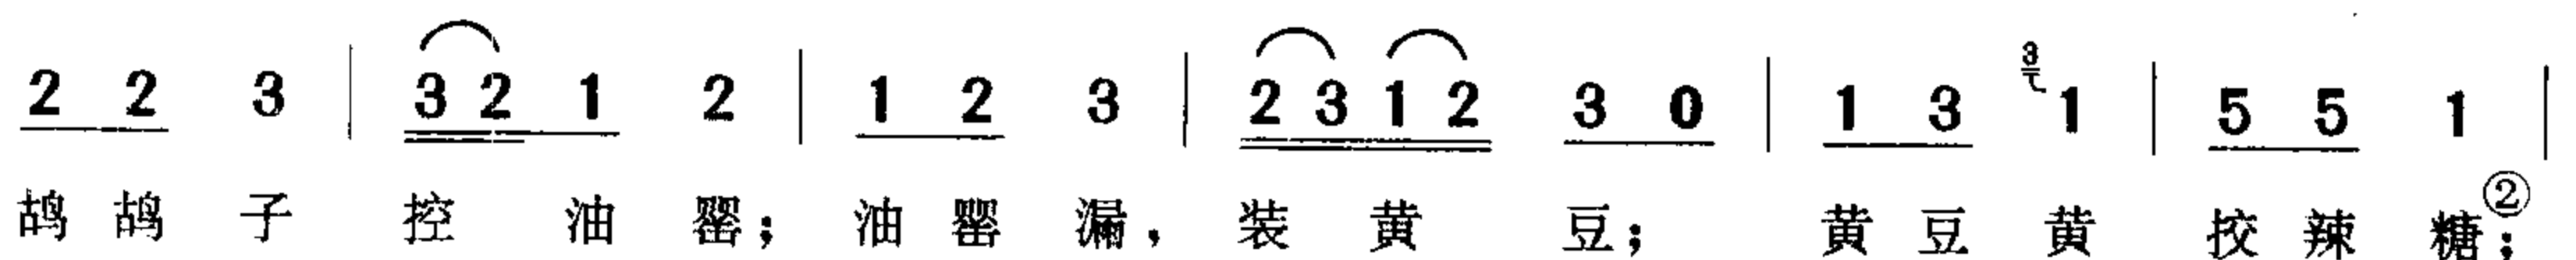 2 2 3 | 3 2 1 2 | 1 2 3 | 2 3 1 2 3 0 | 1 3 3 1 | 5 5 1 |
鸪鸪子控油罂；油罂漏，装黄豆；黄豆黄挍辣糖②；